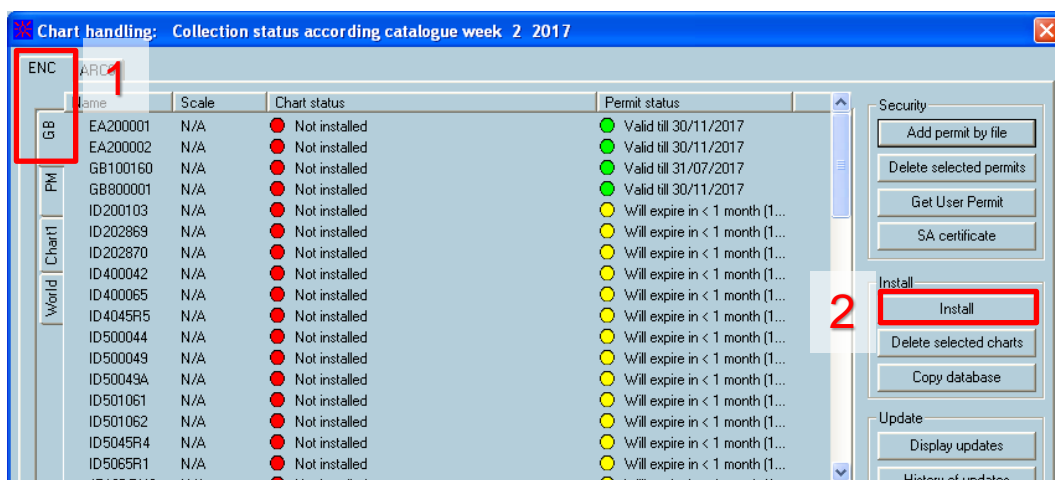 Chart handling: Collection status according catalogue week 2 2017
ENC ARCS
1
Name Scale Chart status Permit status
GB
PM
Chart1
World
EA200001 N/A Not installed Valid till 30/11/2017
EA200002 N/A Not installed Valid till 30/11/2017
GB100160 N/A Not installed Valid till 31/07/2017
GB800001 N/A Not installed Valid till 30/11/2017
ID200103 N/A Not installed Will expire in < 1 month (1...
ID202869 N/A Not installed Will expire in < 1 month (1...
ID202870 N/A Not installed Will expire in < 1 month (1...
ID400042 N/A Not installed Will expire in < 1 month (1...
ID400065 N/A Not installed Will expire in < 1 month (1...
ID4045R5 N/A Not installed Will expire in < 1 month (1...
ID500044 N/A Not installed Will expire in < 1 month (1...
ID500049 N/A Not installed Will expire in < 1 month (1...
ID50049A N/A Not installed Will expire in < 1 month (1...
ID501061 N/A Not installed Will expire in < 1 month (1...
ID501062 N/A Not installed Will expire in < 1 month (1...
ID5045R4 N/A Not installed Will expire in < 1 month (1...
ID5065R1 N/A Not installed Will expire in < 1 month (1...
Security
Add permit by file
Delete selected permits
Get User Permit
SA certificate
2
Install
Install
Delete selected charts
Copy database
Update
Display updates
History of updates